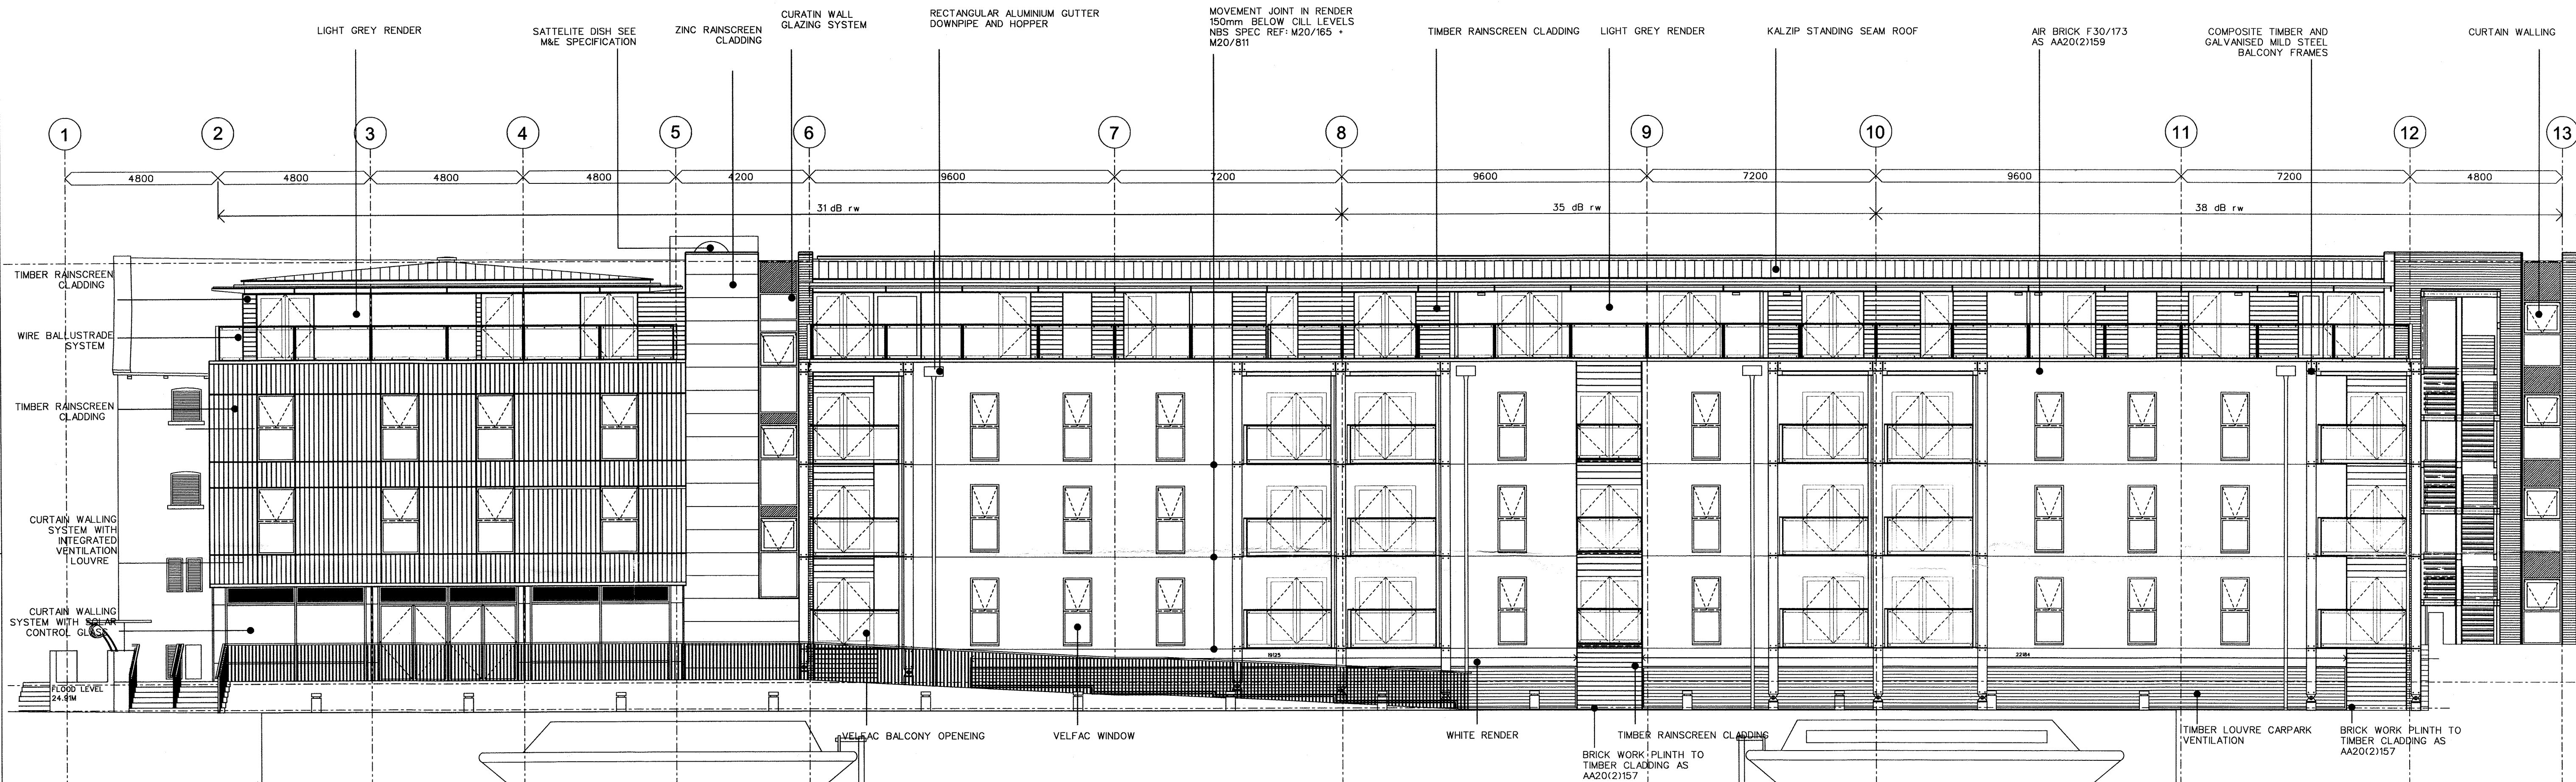 LIGHT GREY RENDER
SATTELITE DISH SEE
M&E SPECIFICATION
ZINC RAINSCREEN
CLADDING
CURATIN WALL
GLAZING SYSTEM
RECTANGULAR ALUMINIUM GUTTER
DOWNPIPE AND HOPPER
MOVEMENT JOINT IN RENDER
150mm BELOW CILL LEVELS
NBS SPEC REF: M20/165 +
M20/811
TIMBER RAINSCREEN CLADDING
LIGHT GREY RENDER
KALZIP STANDING SEAM ROOF
AIR BRICK F30/173
AS AA20(2)159
COMPOSITE TIMBER AND
GALVANISED MILD STEEL
BALCONY FRAMES
CURTAIN WALLING
1
2
3
4
5
6
7
8
9
10
11
12
13
4800
4800
4800
4800
4200
9600
7200
9600
7200
9600
7200
4800
31 dB rw
35 dB rw
38 dB rw
TIMBER RAINSCREEN
CLADDING
WIRE BALLUSTRADE
SYSTEM
TIMBER RAINSCREEN
CLADDING
CURTAIN WALLING
SYSTEM WITH
INTEGRATED
VENTILATION
LOUVRE
CURTAIN WALLING
SYSTEM WITH SOLAR
CONTROL GLASS
FLOOD LEVEL
24.91M
19125
22184
VELFAC BALCONY OPENEING
VELFAC WINDOW
WHITE RENDER
BRICK WORK PLINTH TO
TIMBER CLADDING AS
AA20(2)157
TIMBER RAINSCREEN CLADDING
TIMBER LOUVRE CARPARK
VENTILATION
BRICK WORK PLINTH TO
TIMBER CLADDING AS
AA20(2)157